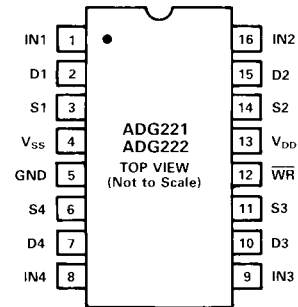 IN1 1 16 IN2
D1 2 15 D2
S1 3 14 S2
VSS 4 13 VDD
GND 5 12 WR
S4 6 11 S3
D4 7 10 D3
IN4 8 9 IN3
ADG221
ADG222
TOP VIEW
(Not to Scale)